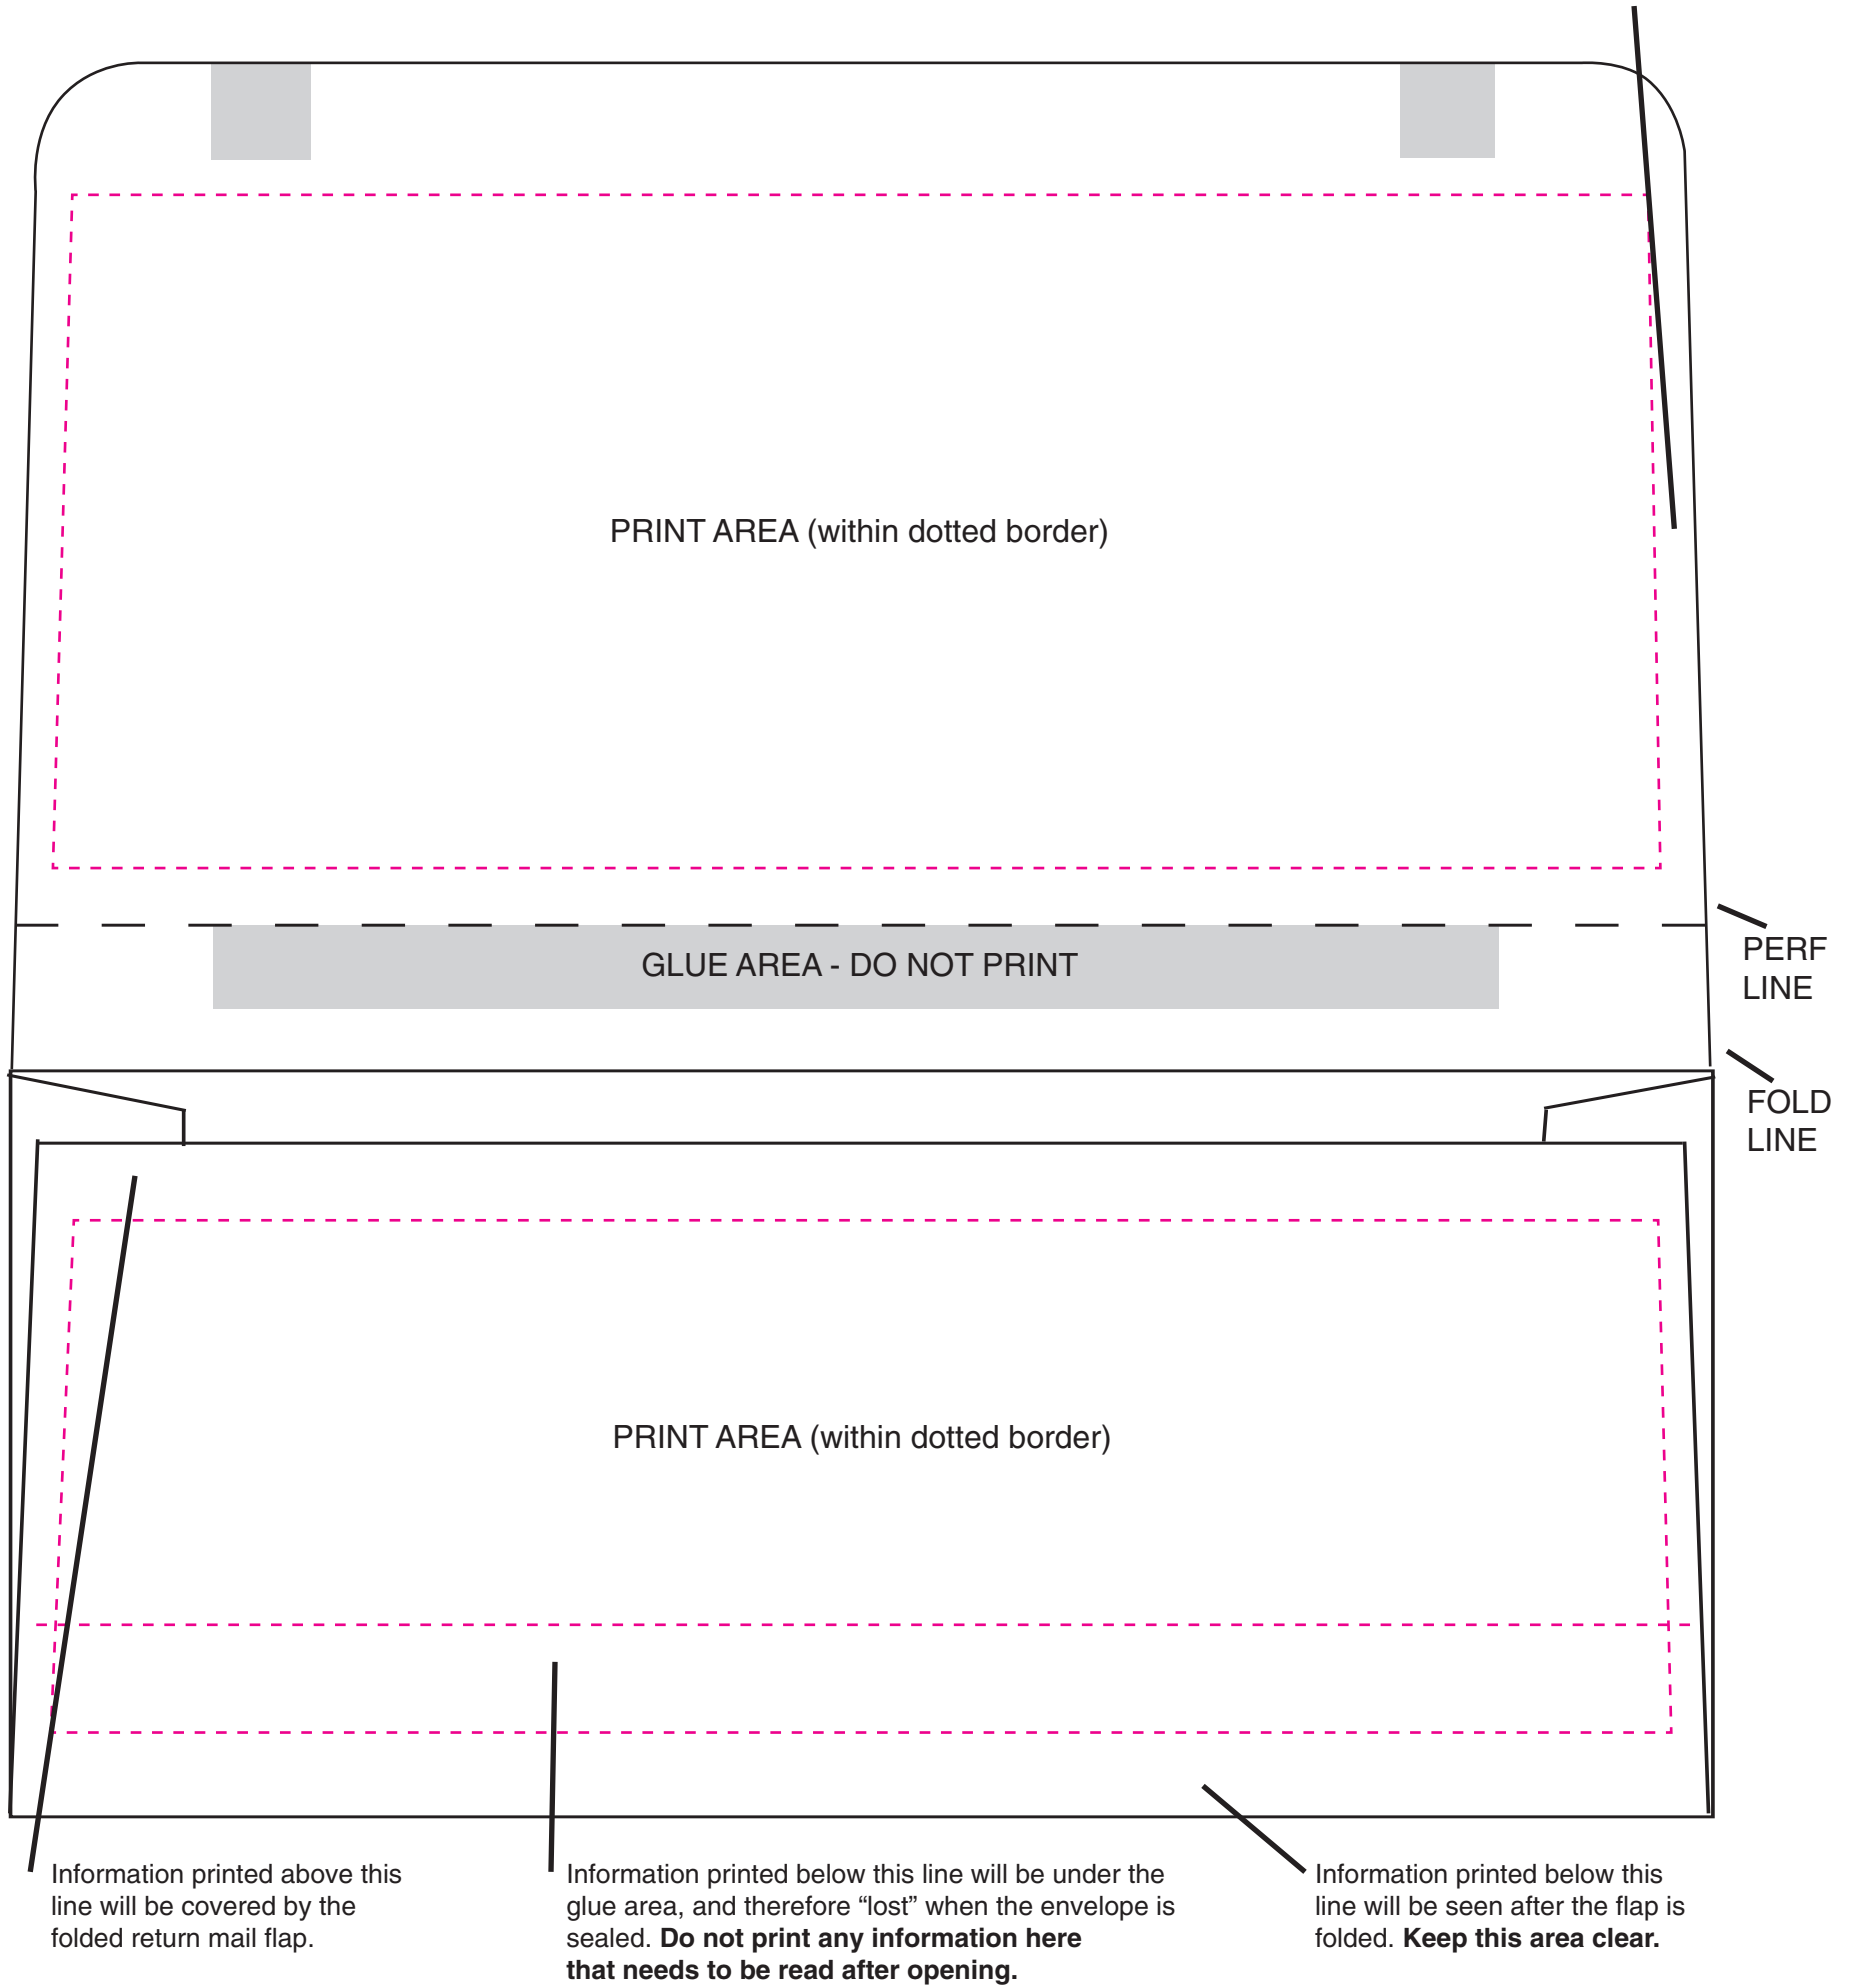 PRINT AREA (within dotted border)
GLUE AREA - DO NOT PRINT
PERF
LINE
FOLD
LINE
PRINT AREA (within dotted border)
Information printed above this
line will be covered by the
folded return mail flap.
Information printed below this line will be under the
glue area, and therefore “lost” when the envelope is
sealed. Do not print any information here
that needs to be read after opening.
Information printed below this
line will be seen after the flap is
folded. Keep this area clear.